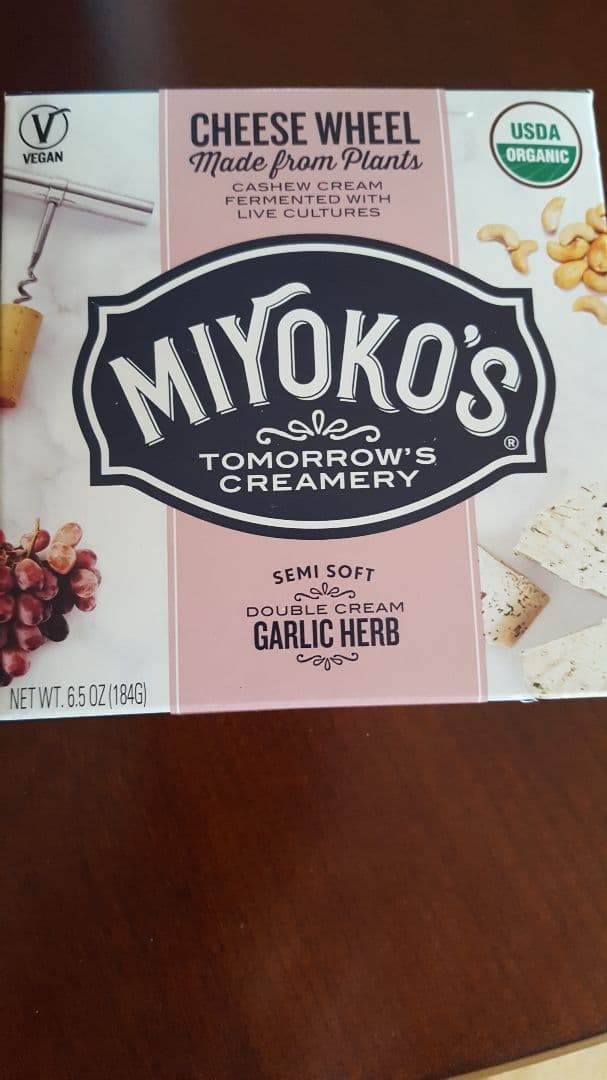 V
VEGAN
CHEESE WHEEL
Made from Plants
CASHEW CREAM
FERMENTED WITH
LIVE CULTURES
USDA
ORGANIC
MIYOKO'S
®
TOMORROW'S
CREAMERY
SEMI SOFT
DOUBLE CREAM
GARLIC HERB
NET WT. 6.5 OZ (184G)